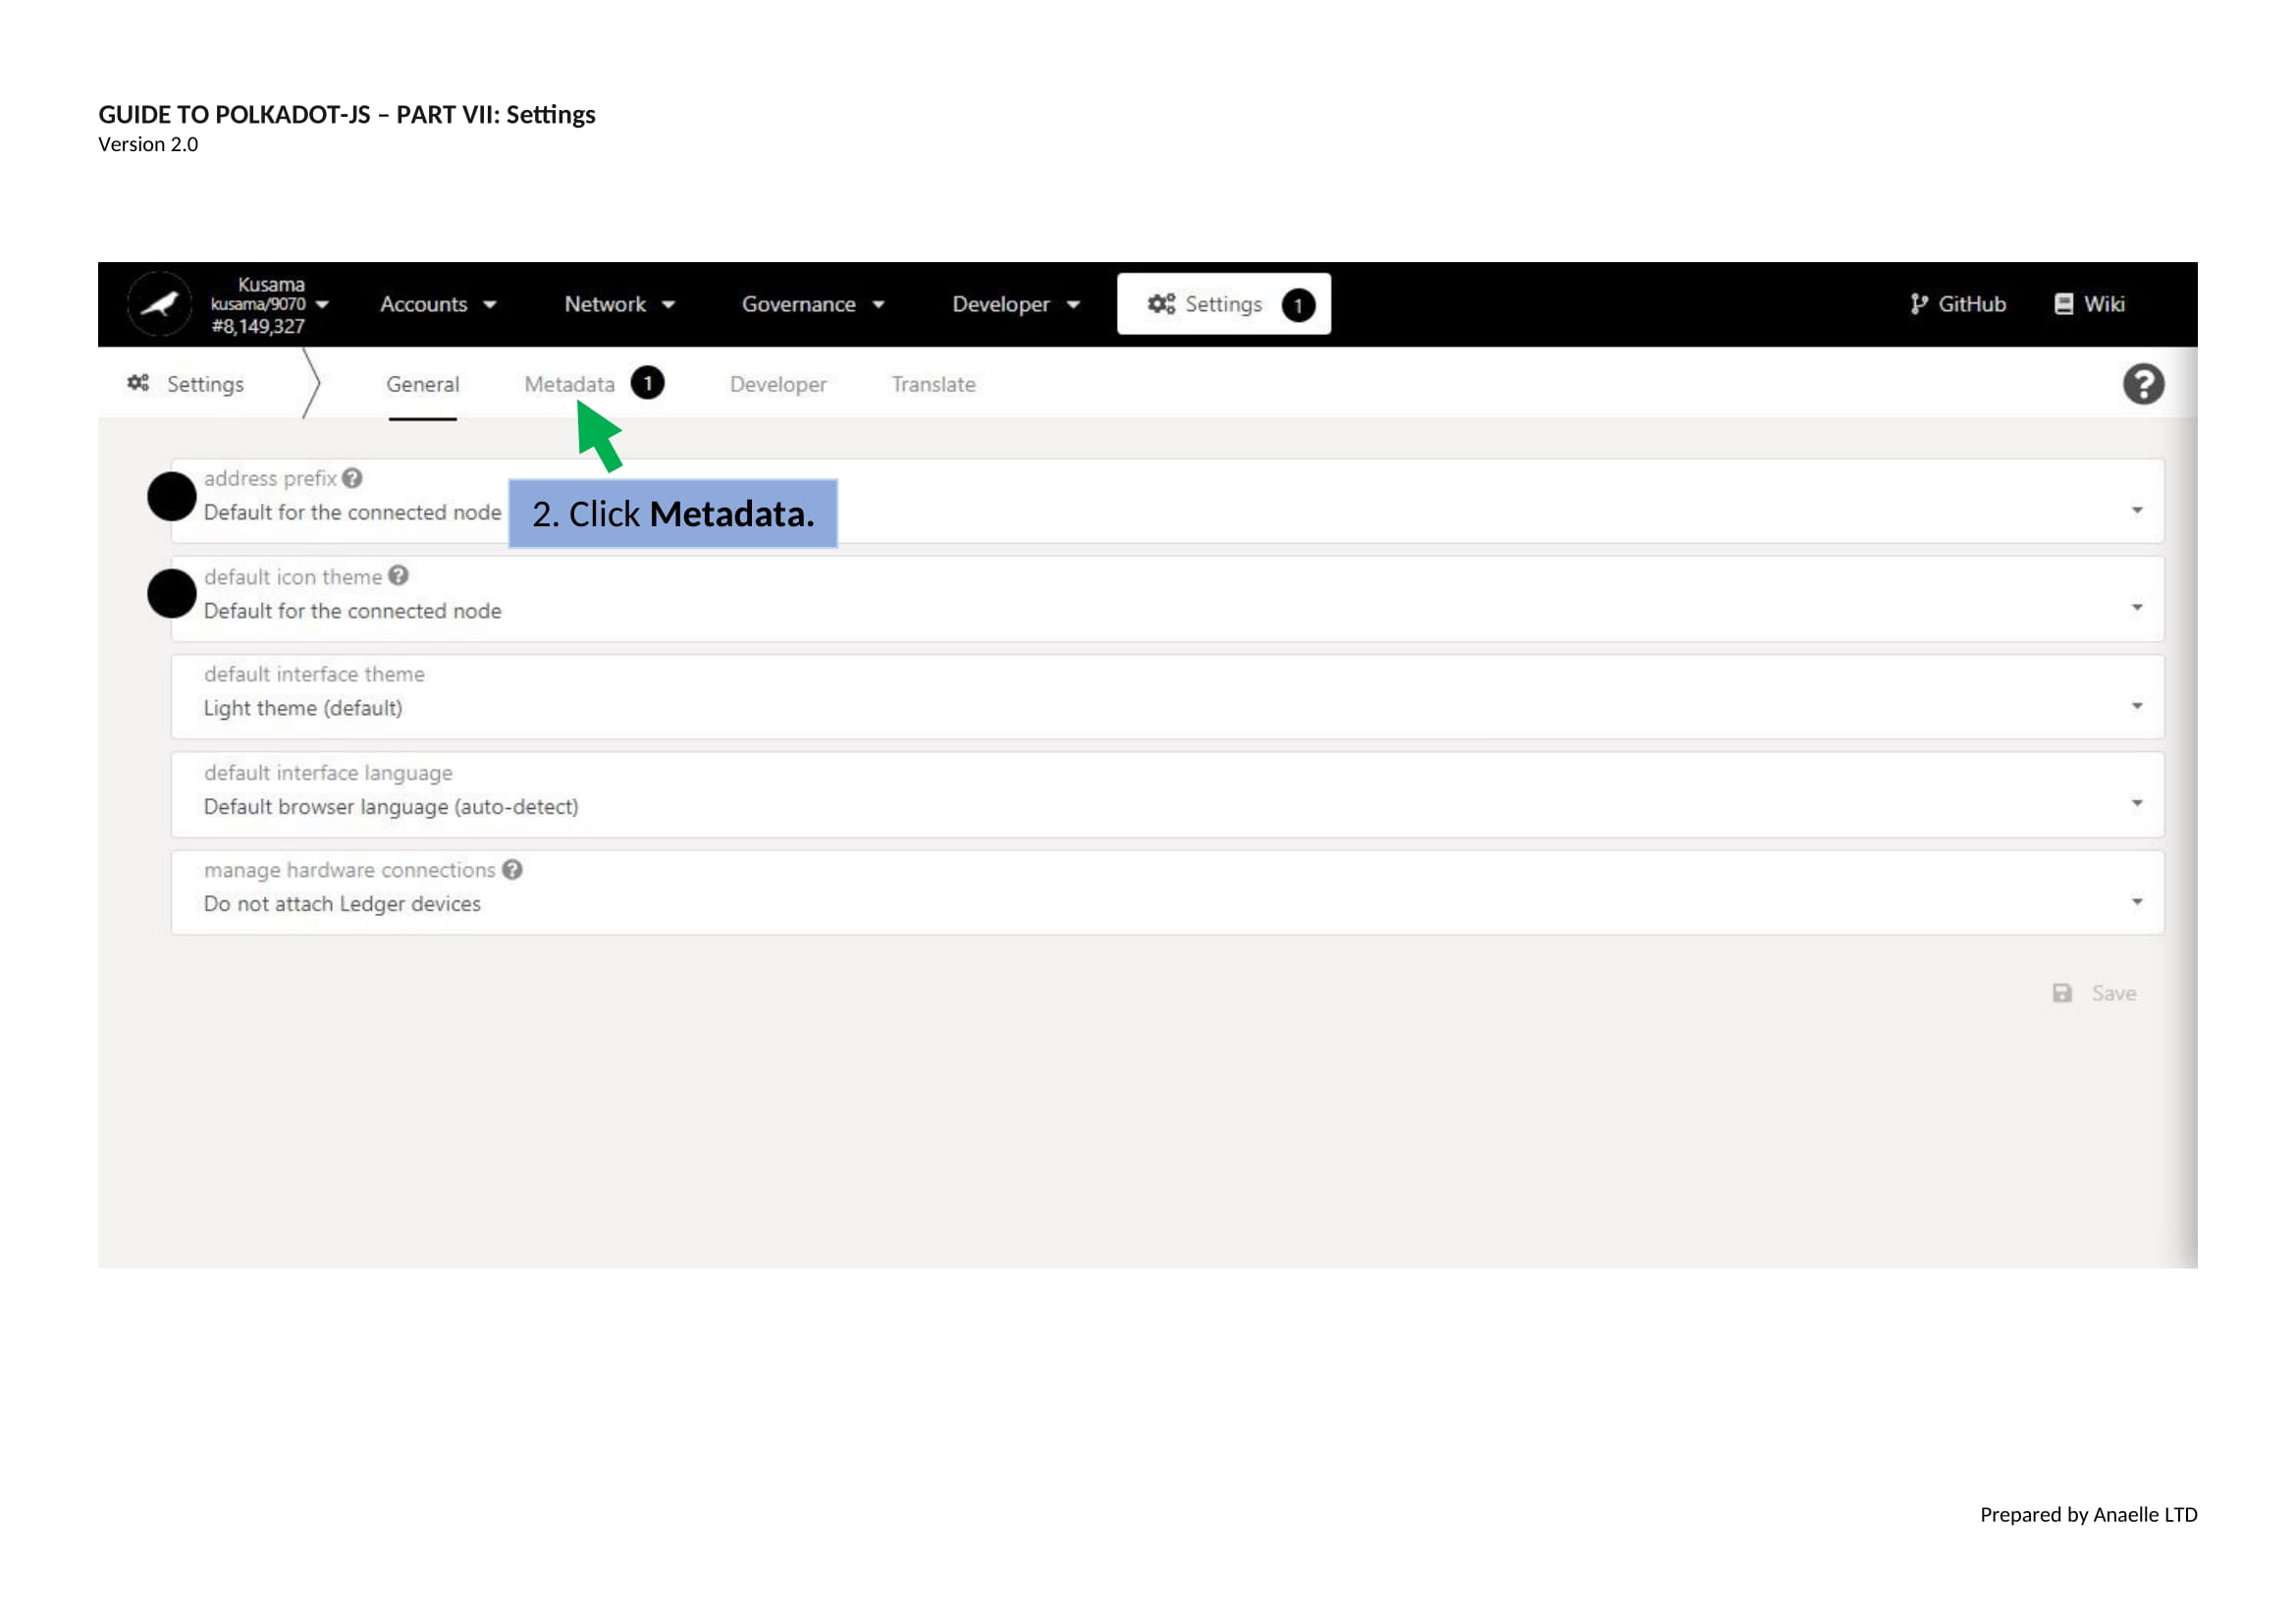 GUIDE TO POLKADOT-JS – PART VII: Settings
Version 2.0
Kusama
kusama/9070
#8,149,327
Accounts
Network
Governance
Developer
Settings 1
GitHub
Wiki
Settings
General
Metadata 1
Developer
Translate
address prefix
Default for the connected node
2. Click Metadata.
default icon theme
Default for the connected node
default interface theme
Light theme (default)
default interface language
Default browser language (auto-detect)
manage hardware connections
Do not attach Ledger devices
Save
Prepared by Anaelle LTD